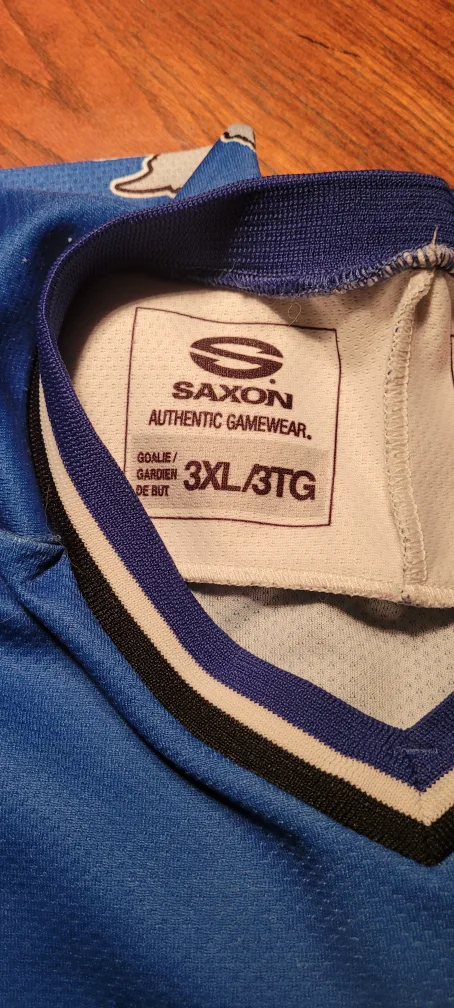 SAXON
AUTHENTIC GAMEWEAR.
GOALIE /
GARDIEN
DE BUT
3XL/3TG